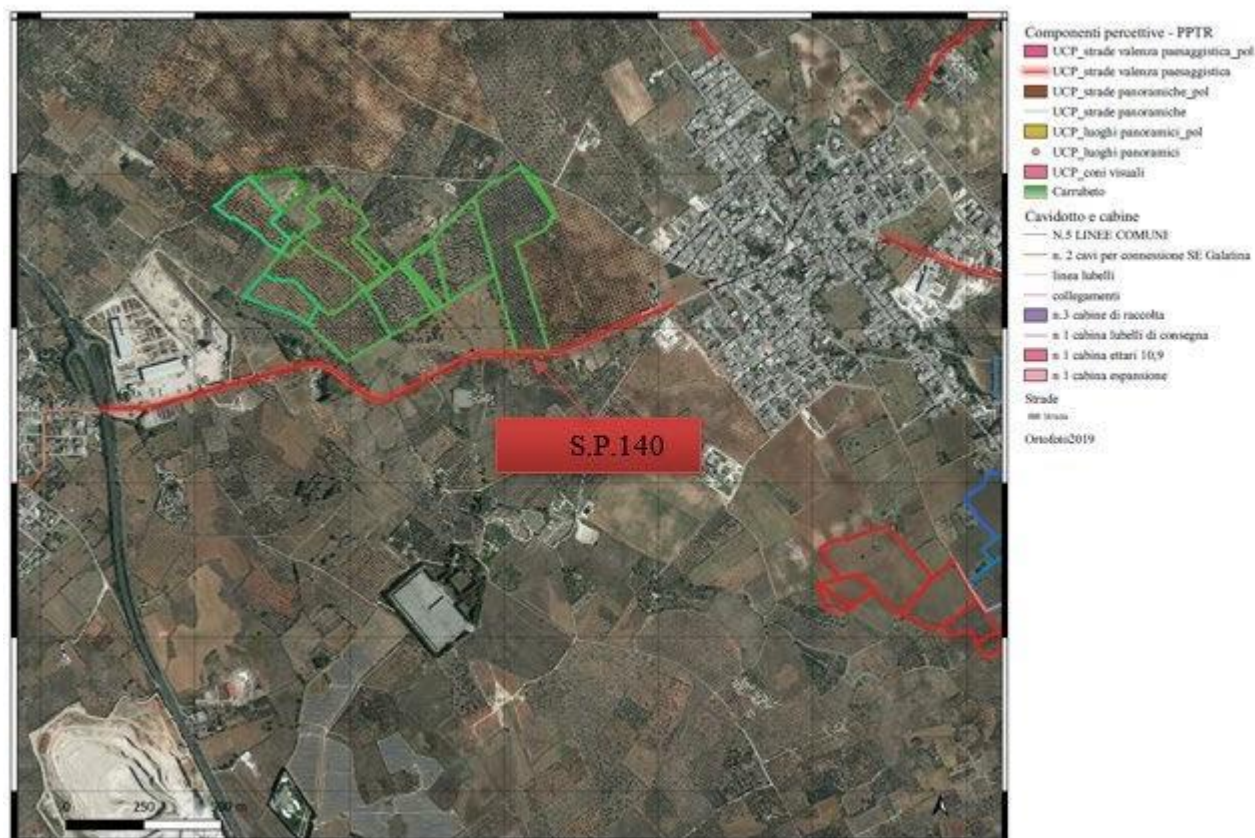 S.P.140
0 250
Componenti percettive - PPTR
UCP_strade valenza paesaggistica_pol
UCP_strade valenza paesaggistica
UCP_strade panoramiche_pol
UCP_strade panoramiche
UCP_luoghi panoramici_pol
UCP_luoghi panoramici
UCP_coni visuali
Carrubeto
Cavidotto e cabine
N.5 LINEE COMUNI
n. 2 cavi per connessione SE Galatina
linea lubelli
collegamenti
n.3 cabine di raccolta
n 1 cabina lubelli di consegna
n 1 cabina ettari 10,9
n 1 cabina espansione
Strade
Ortofoto2019